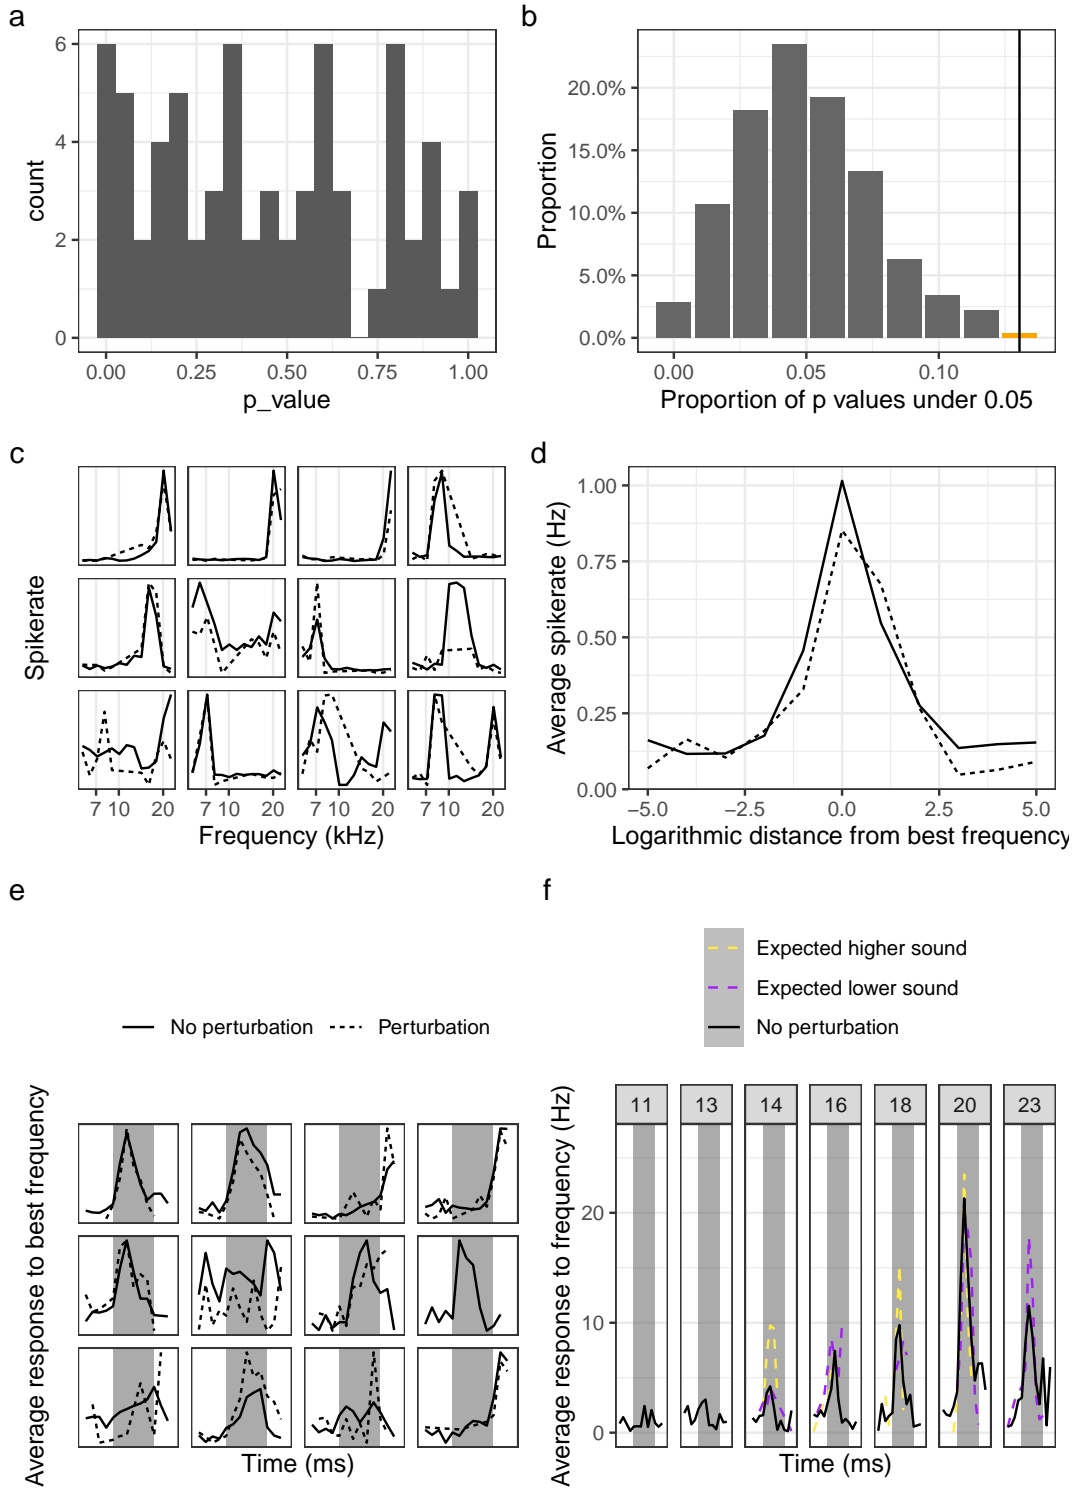 a
6
4
2
0
count
0.00 0.25 0.50 0.75 1.00
p_value
b
20.0%
15.0%
10.0%
5.0%
0.0%
Proportion
0.00 0.05 0.10
Proportion of p values under 0.05
c
Spikerate
7 10 20 7 10 20 7 10 20 7 10 20
Frequency (kHz)
d
1.00
0.75
0.50
0.25
0.00
Average spikerate (Hz)
−5.0 −2.5 0.0 2.5 5.0
Logarithmic distance from best frequency
e
No perturbation Perturbation
Average response to best frequency
Time (ms)
f
Expected higher sound
Expected lower sound
No perturbation
11 13 14 16 18 20 23
20
10
0
Average response to frequency (Hz)
Time (ms)